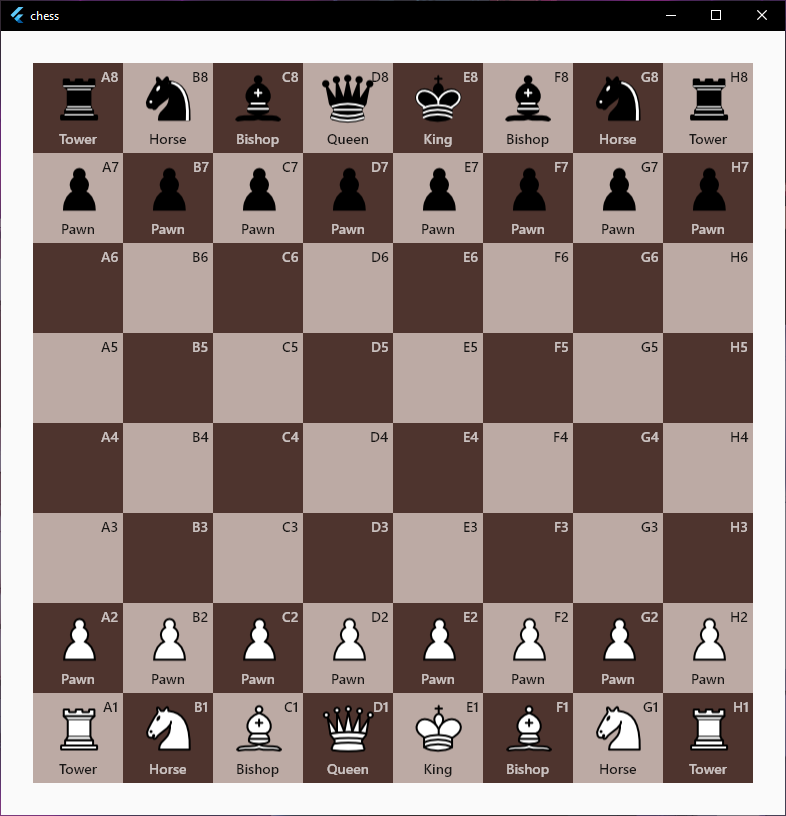 chess
A8 B8 C8 D8 E8 F8 G8 H8
Tower Horse Bishop Queen King Bishop Horse Tower
A7 B7 C7 D7 E7 F7 G7 H7
Pawn Pawn Pawn Pawn Pawn Pawn Pawn Pawn
A6 B6 C6 D6 E6 F6 G6 H6
A5 B5 C5 D5 E5 F5 G5 H5
A4 B4 C4 D4 E4 F4 G4 H4
A3 B3 C3 D3 E3 F3 G3 H3
A2 B2 C2 D2 E2 F2 G2 H2
Pawn Pawn Pawn Pawn Pawn Pawn Pawn Pawn
A1 B1 C1 D1 E1 F1 G1 H1
Tower Horse Bishop Queen King Bishop Horse Tower